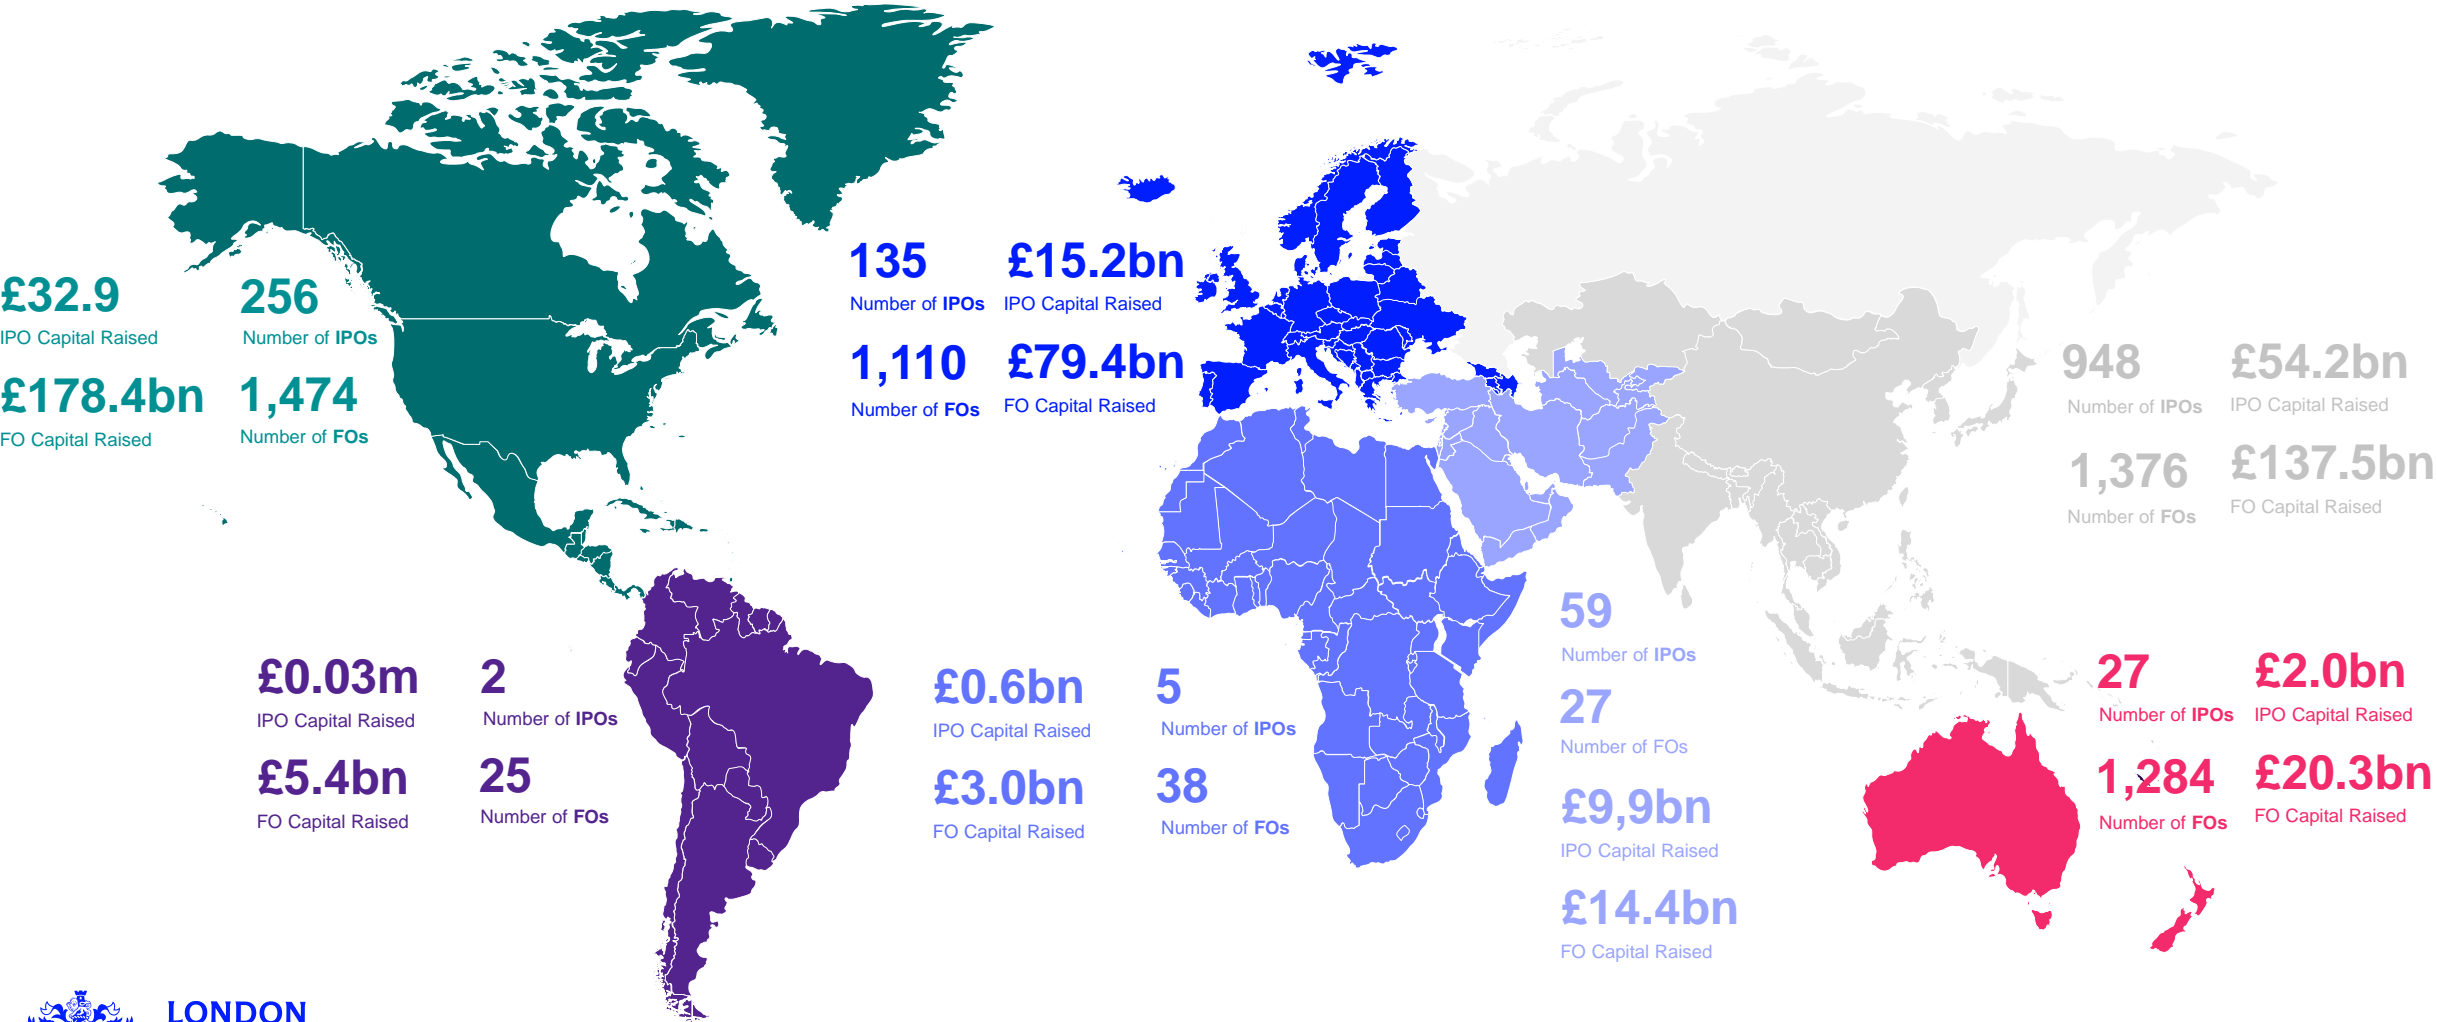 £32.9
IPO Capital Raised
256
Number of IPOs
£178.4bn
FO Capital Raised
1,474
Number of FOs
135
Number of IPOs
£15.2bn
IPO Capital Raised
1,110
Number of FOs
£79.4bn
FO Capital Raised
948
Number of IPOs
£54.2bn
IPO Capital Raised
1,376
Number of FOs
£137.5bn
FO Capital Raised
£0.03m
IPO Capital Raised
2
Number of IPOs
£5.4bn
FO Capital Raised
25
Number of FOs
£0.6bn
IPO Capital Raised
5
Number of IPOs
£3.0bn
FO Capital Raised
38
Number of FOs
59
Number of IPOs
27
Number of FOs
£9,9bn
IPO Capital Raised
£14.4bn
FO Capital Raised
27
Number of IPOs
£2.0bn
IPO Capital Raised
1,284
Number of FOs
£20.3bn
FO Capital Raised
LONDON